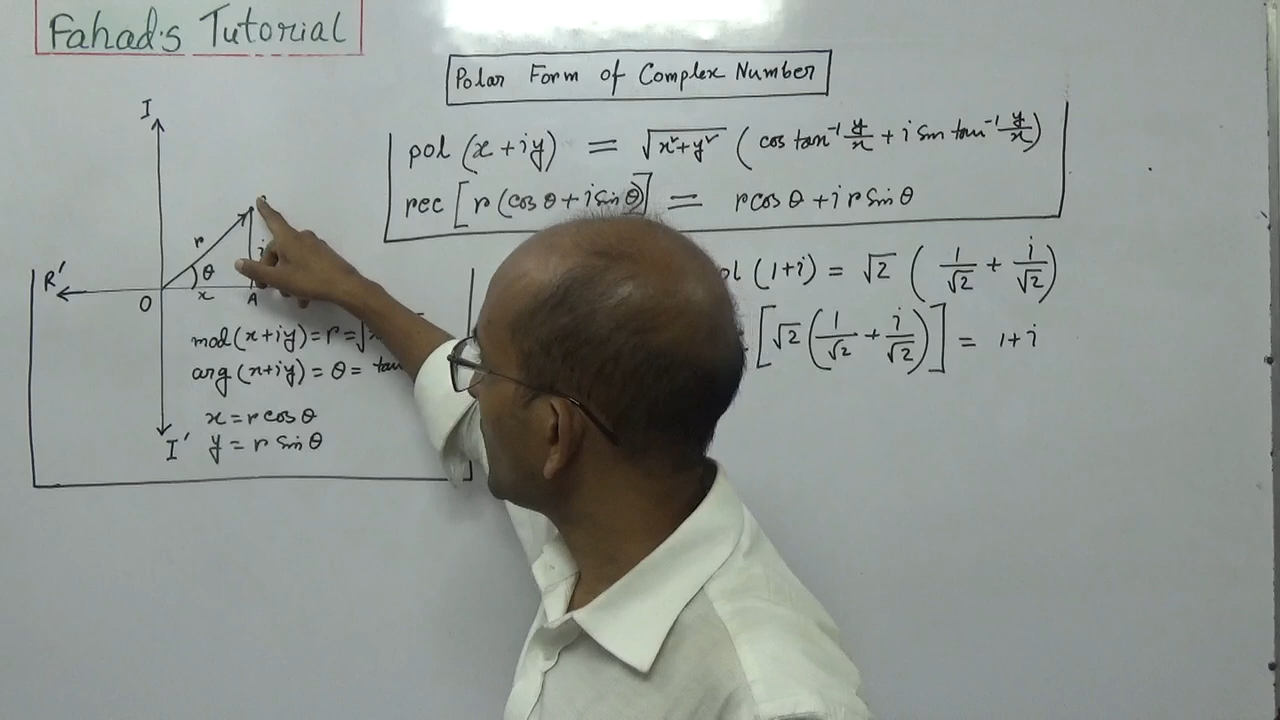 Fahad's Tutorial
Polar Form of Complex Number
pol (x + iy) = √x²+y² ( cos tan⁻¹ y/x + i sin tan⁻¹ y/x )
rec [ r (cos θ + i sin θ) ] = r cos θ + i r sin θ
I
r
θ
R'
O
x
A
mod (x + iy) = r =
arg (x+iy) = θ = tan
x = r cos θ
I'
y = r sin θ
(1+i) = √2 ( 1/√2 + i/√2 )
[ √2 ( 1/√2 + i/√2 ) ] = 1+i